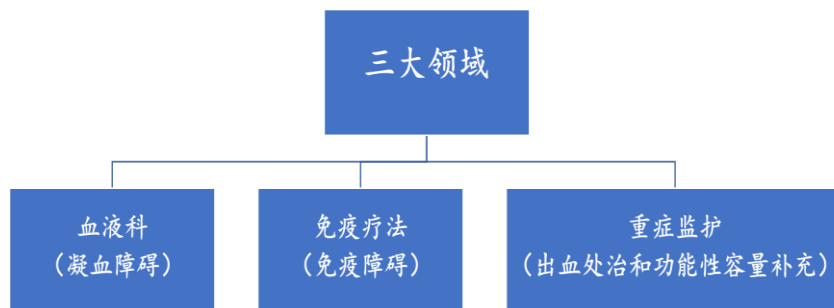 三大领域
血液科
（凝血障碍）
免疫疗法
（免疫障碍）
重症监护
（出血处治和功能性容量补充）